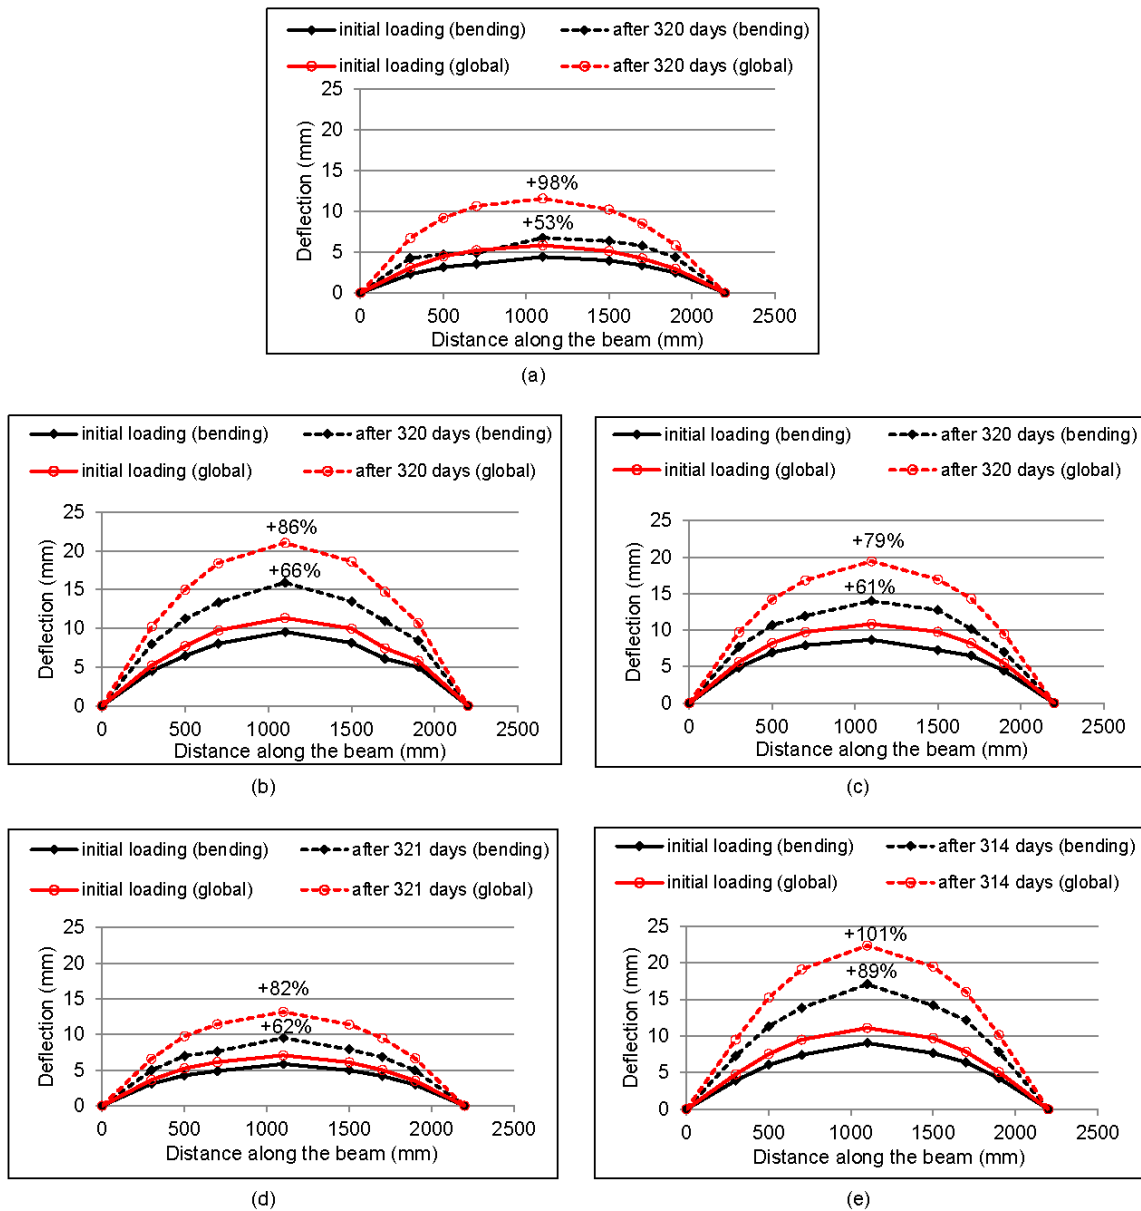 initial loading (bending) after 320 days (bending)
initial loading (global) after 320 days (global)
25
20
15
10
5
0
Deflection (mm)
+98%
+53%
0 500 1000 1500 2000 2500
Distance along the beam (mm)
(a)
initial loading (bending) after 320 days (bending)
initial loading (global) after 320 days (global)
25
20
15
10
5
0
Deflection (mm)
+86%
+66%
0 500 1000 1500 2000 2500
Distance along the beam (mm)
(b)
initial loading (bending) after 320 days (bending)
initial loading (global) after 320 days (global)
25
20
15
10
5
0
Deflection (mm)
+79%
+61%
0 500 1000 1500 2000 2500
Distance along the beam (mm)
(c)
initial loading (bending) after 321 days (bending)
initial loading (global) after 321 days (global)
25
20
15
10
5
0
Deflection (mm)
+82%
+62%
0 500 1000 1500 2000 2500
Distance along the beam (mm)
(d)
initial loading (bending) after 314 days (bending)
initial loading (global) after 314 days (global)
25
20
15
10
5
0
Deflection (mm)
+101%
+89%
0 500 1000 1500 2000 2500
Distance along the beam (mm)
(e)